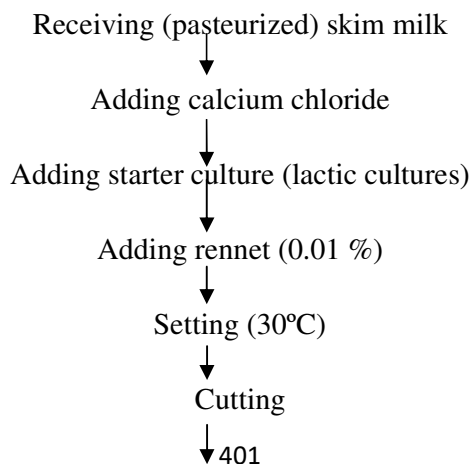 Receiving (pasteurized) skim milk
Adding calcium chloride
Adding starter culture (lactic cultures)
Adding rennet (0.01 %)
Setting (30ºC)
Cutting
401